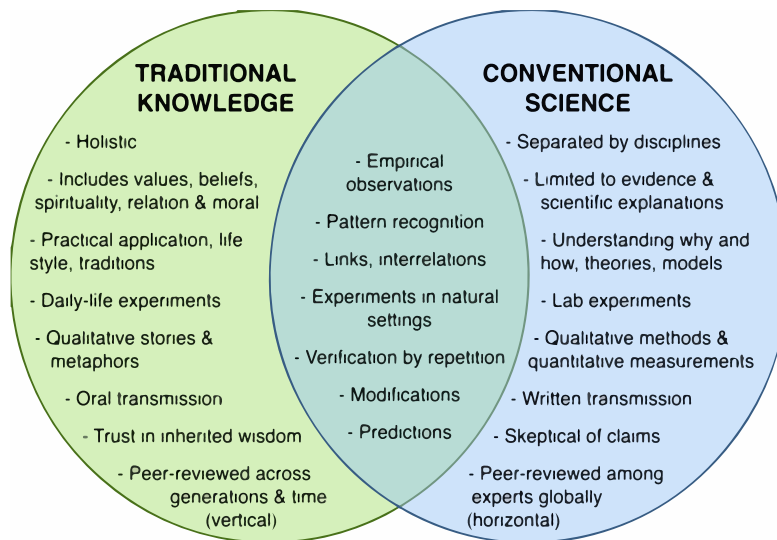 TRADITIONAL
KNOWLEDGE
- Holistic
- Includes values, beliefs,
spirituality, relation & moral
- Practical application, life
style, traditions
- Daily-life experiments
- Qualitative stories &
metaphors
- Oral transmission
- Trust in inherited wisdom
- Peer-reviewed across
generations & time
(vertical)
- Empirical
observations
- Pattern recognition
- Links, interrelations
- Experiments in natural
settings
- Verification by repetition
- Modifications
- Predictions
CONVENTIONAL
SCIENCE
- Separated by disciplines
- Limited to evidence &
scientific explanations
- Understanding why and
how, theories, models
- Lab experiments
- Qualitative methods &
quantitative measurements
- Written transmission
- Skeptical of claims
- Peer-reviewed among
experts globally
(horizontal)